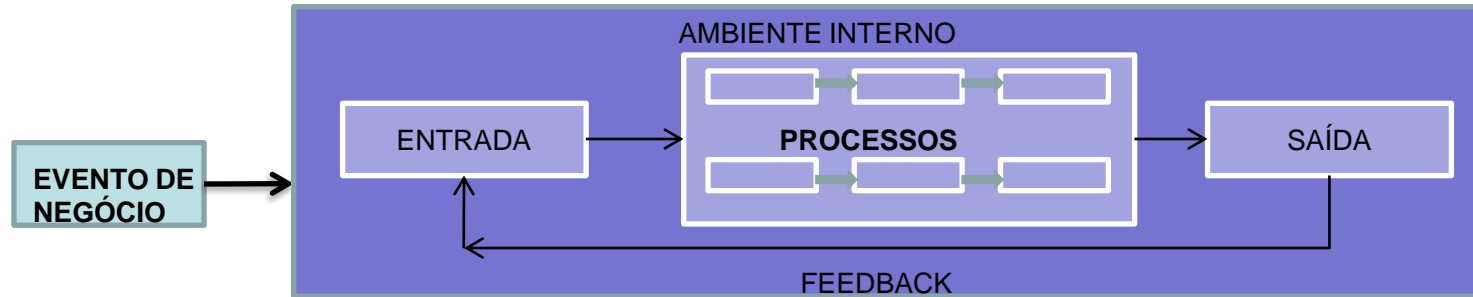 AMBIENTE INTERNO
ENTRADA
PROCESSOS
SAÍDA
EVENTO DE
NEGÓCIO
FEEDBACK